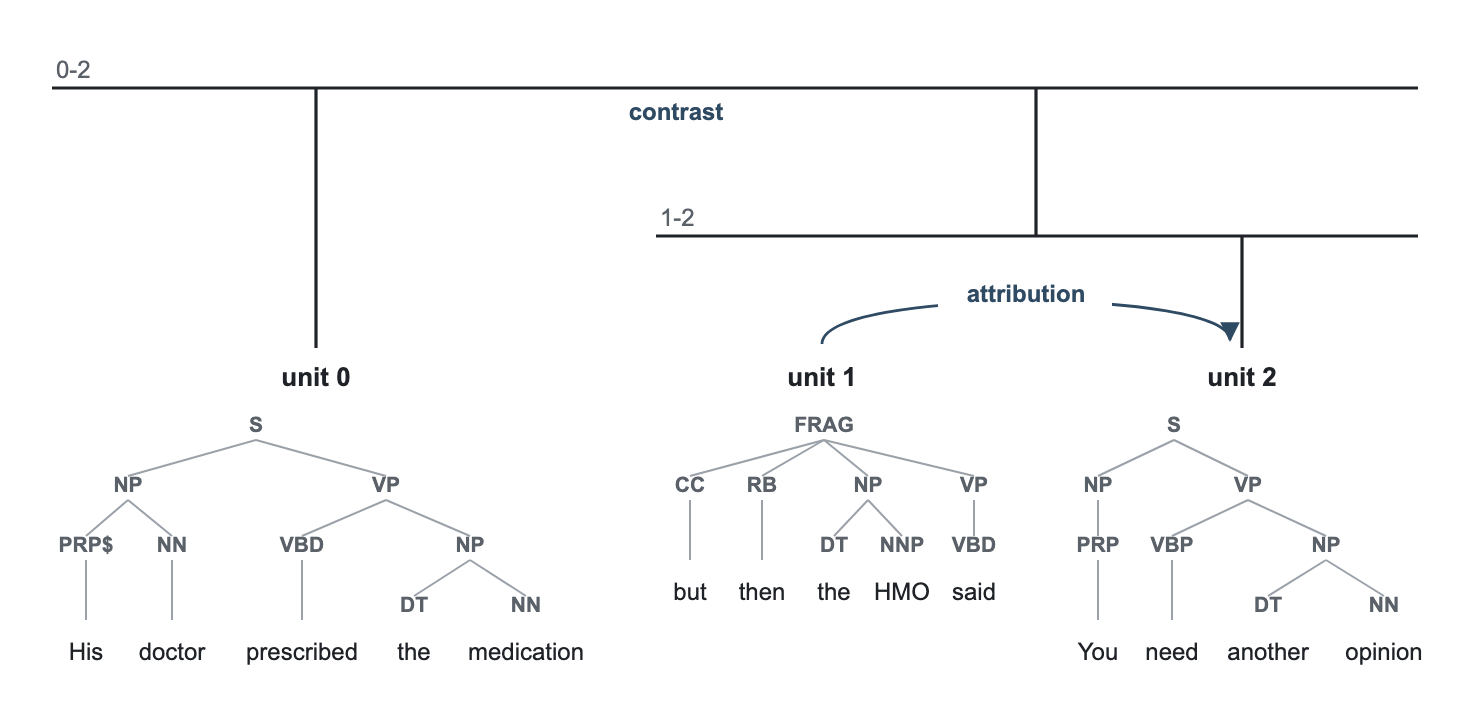 0-2
contrast
1-2
attribution
unit 0 unit 1 unit 2
S FRAG S
NP VP CC RB NP VP NP VP
PRP$ NN VBD NP DT NNP VBD PRP VBP NP
but then the HMO said
DT NN DT NN
His doctor prescribed the medication You need another opinion